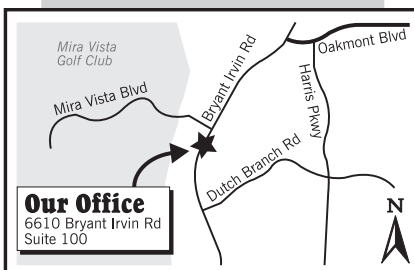 Mira Vista
Golf Club
Mira Vista Blvd
Bryant Irvin Rd
Oakmont Blvd
Harris Pkwy
Dutch Branch Rd
Our Office
6610 Bryant Irvin Rd
Suite 100
N